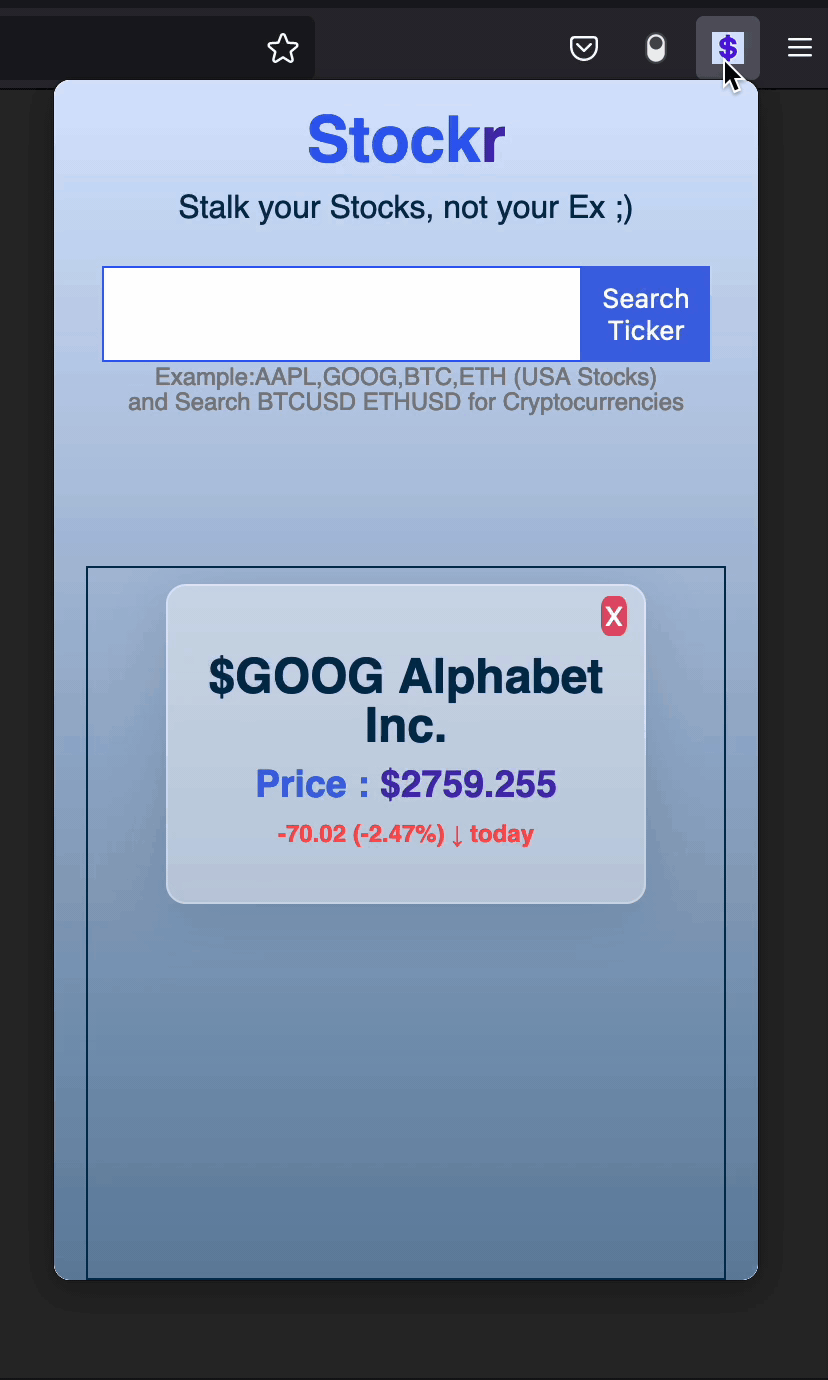 $
Stockr
Stalk your Stocks, not your Ex ;)
Search
Ticker
Example:AAPL,GOOG,BTC,ETH (USA Stocks)
and Search BTCUSD ETHUSD for Cryptocurrencies
X
$GOOG Alphabet
Inc.
Price : $2759.255
-70.02 (-2.47%) ↓ today